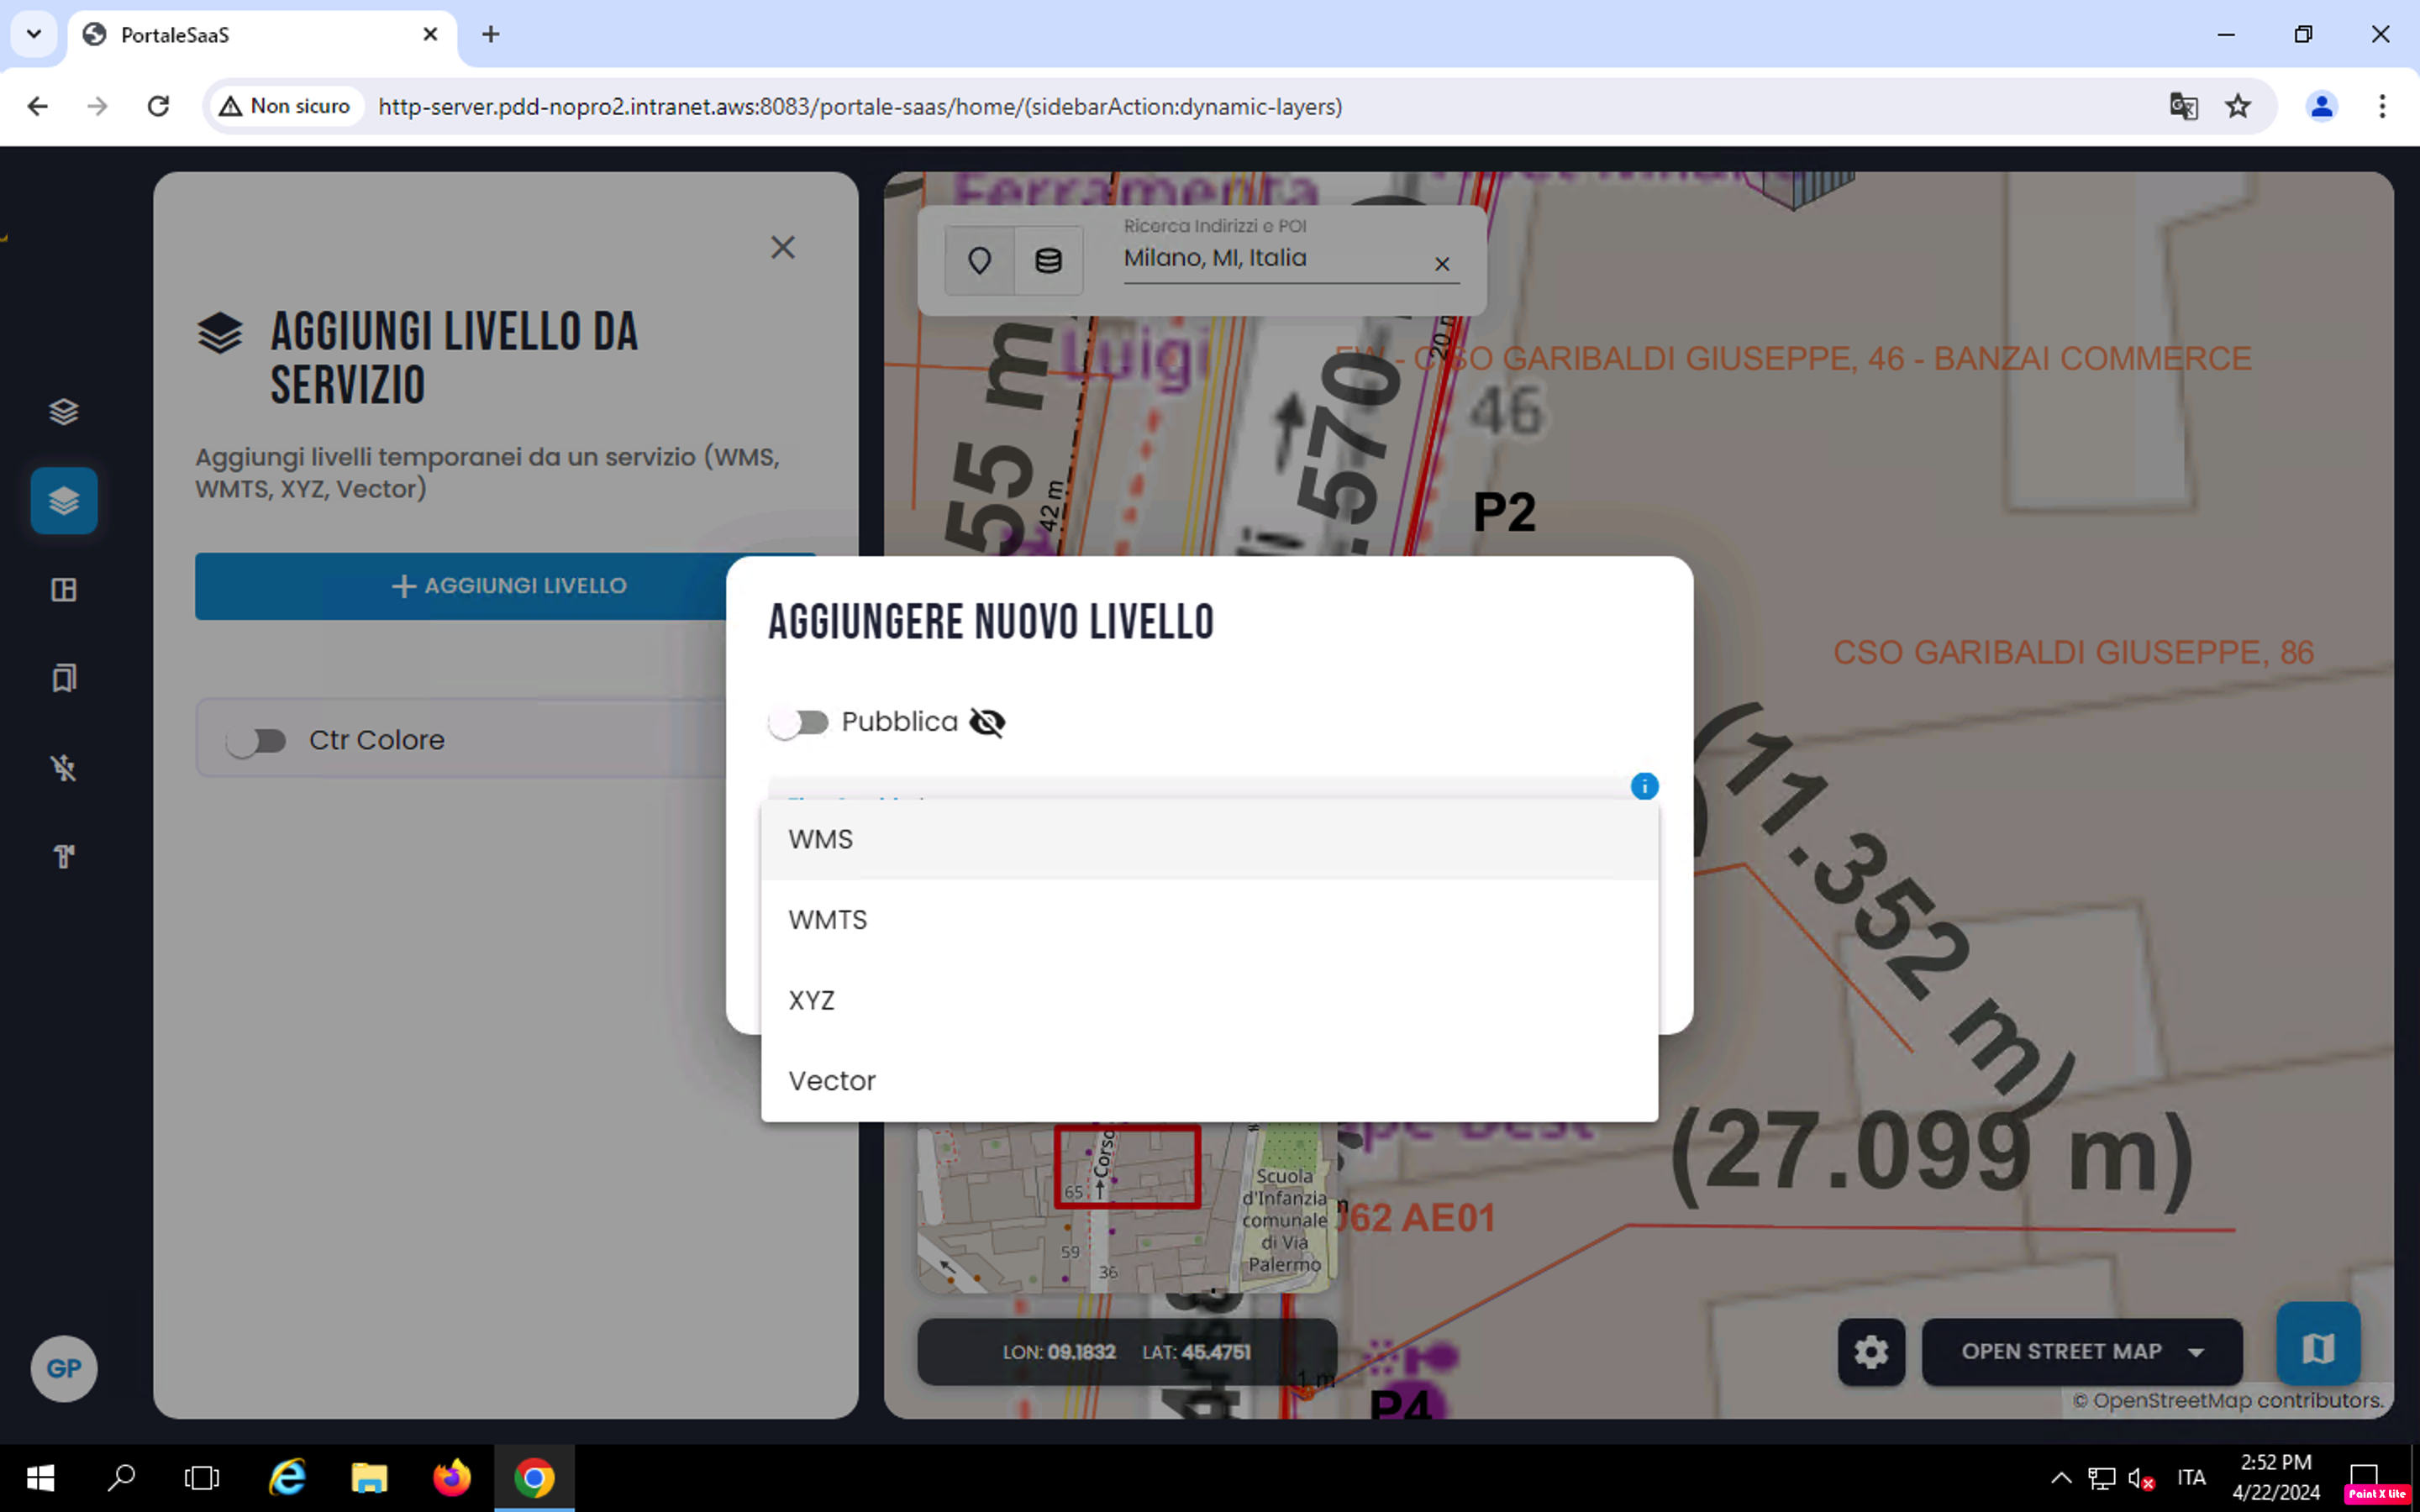 PortaleSaaS
Non sicuro
http-server.pdd-nopro2.intranet.aws:8083/portale-saas/home/(sidebarAction:dynamic-layers)
AGGIUNGI LIVELLO DA
SERVIZIO
Aggiungi livelli temporanei da un servizio (WMS,
WMTS, XYZ, Vector)
AGGIUNGI LIVELLO
Ctr Colore
GP
Ferramenta
Ricerca Indirizzi e POI
Milano, MI, Italia
Luigi
55 m
42 m
.570
20 m
46
P2
CSO GARIBALDI GIUSEPPE, 46 - BANZAI COMMERCE
CSO GARIBALDI GIUSEPPE, 86
(11.352 m)
(27.099 m)
AGGIUNGERE NUOVO LIVELLO
Pubblica
WMS
WMTS
XYZ
Vector
Corso
65
59
36
Scuola
d'Infanzia
comunale
di Via
Palermo
62 AE01
LON: 09.1832 LAT: 45.4751
1 m
P4
OPEN STREET MAP
© OpenStreetMap contributors.
ITA
2:52 PM
4/22/2024
Paint X lite